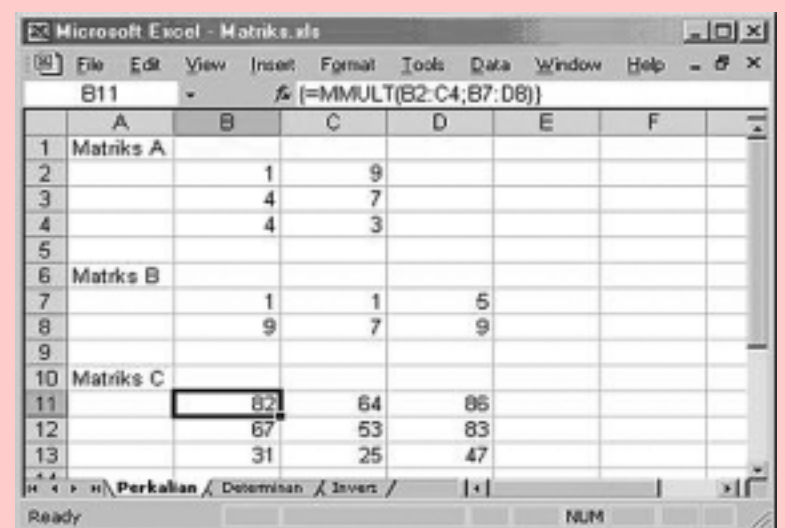 Microsoft Excel - Matriks.xls
File Edit View Insert Format Tools Data Window Help
B11 fx {=MMULT(B2:C4;B7:D8)}
A B C D E F
1 Matriks A
2 1 9
3 4 7
4 4 3
5
6 Matrks B
7 1 1 5
8 9 7 9
9
10 Matriks C
11 82 64 86
12 67 53 83
13 31 25 47
Perkalian Determinan Invers
Ready NUM